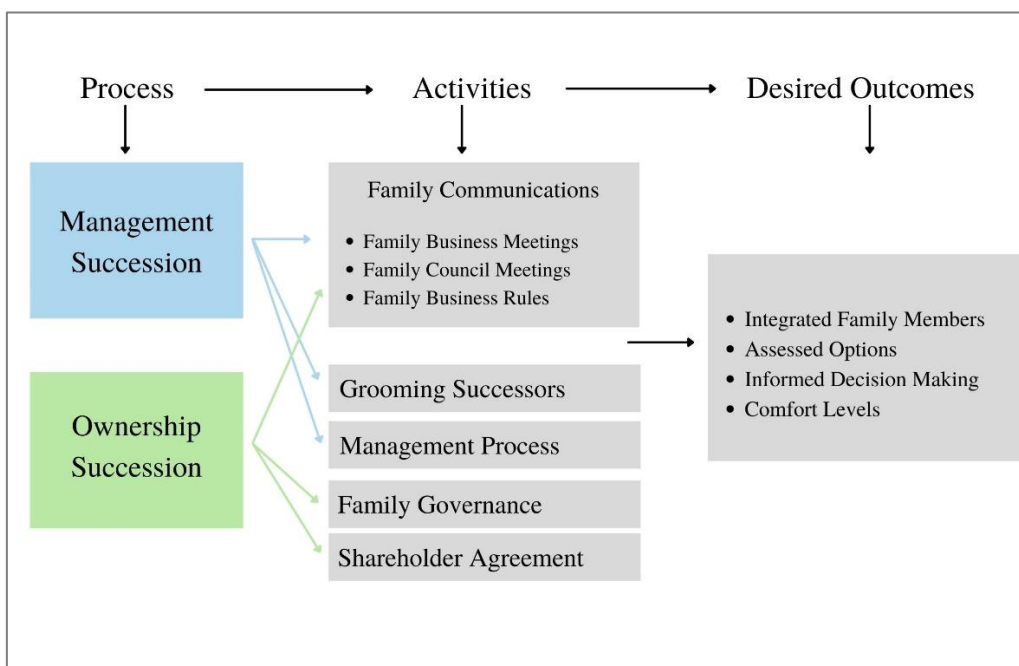 Process
Activities
Desired Outcomes
Management
Succession
Ownership
Succession
Family Communications
• Family Business Meetings
• Family Council Meetings
• Family Business Rules
Grooming Successors
Management Process
Family Governance
Shareholder Agreement
• Integrated Family Members
• Assessed Options
• Informed Decision Making
• Comfort Levels